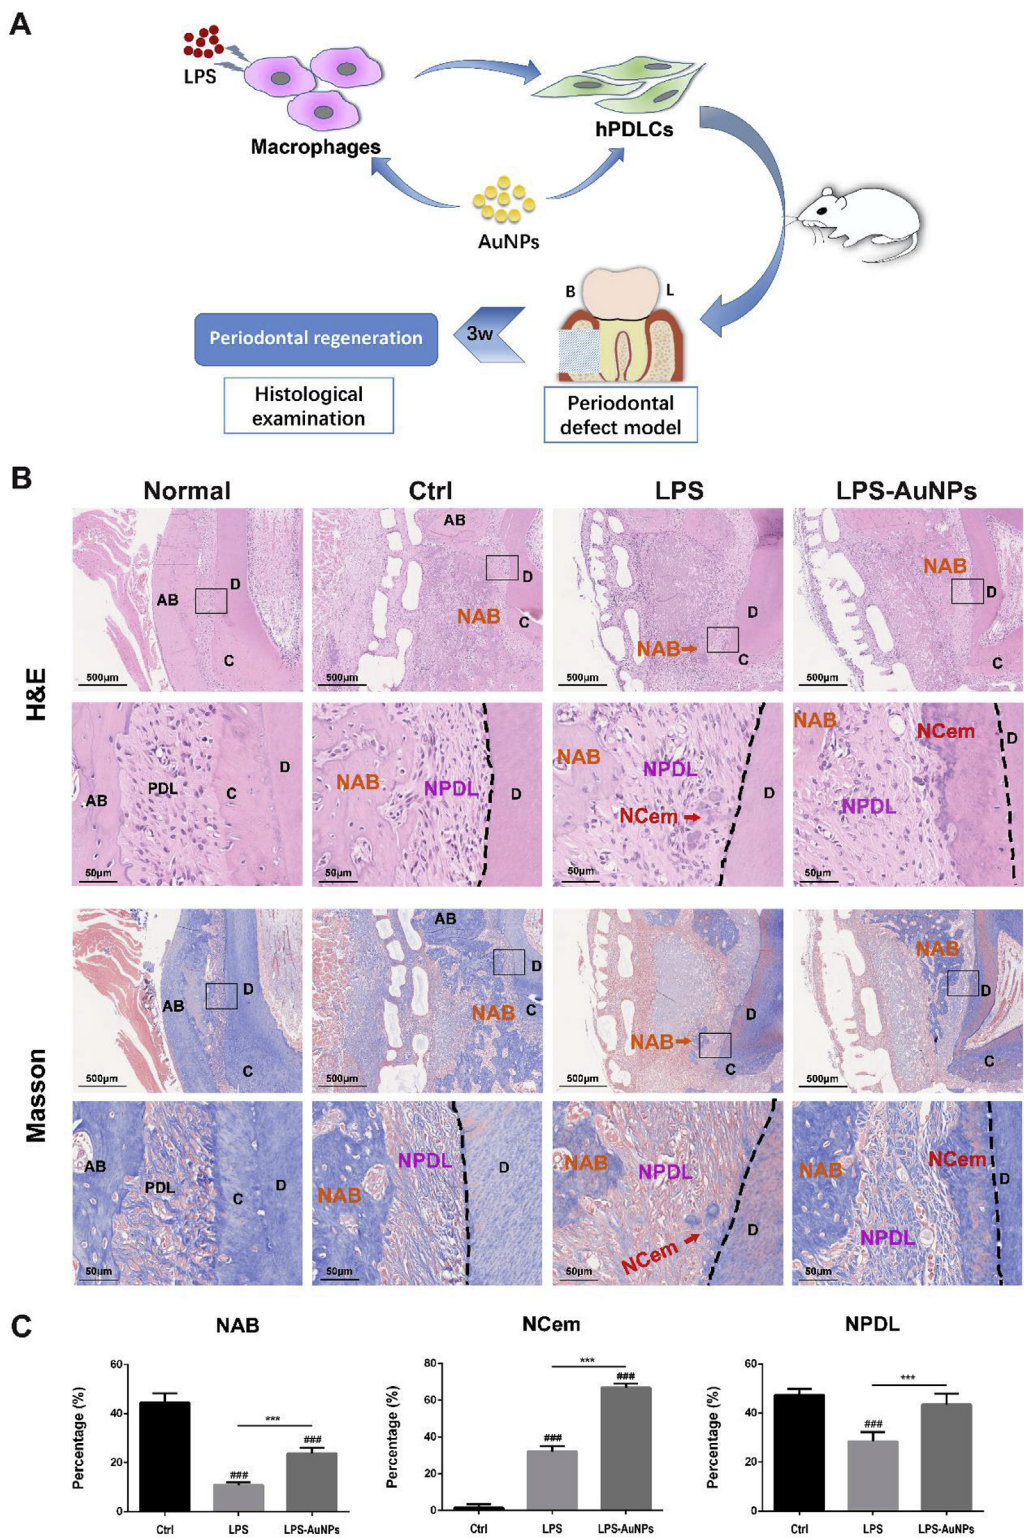 A
LPS
Macrophages
hPDLCs
AuNPs
B
L
3w
Periodontal regeneration
Histological
examination
Periodontal
defect model
B
Normal
Ctrl
LPS
LPS-AuNPs
H&E
AB
D
C
500μm
AB
D
NAB
C
500μm
D
NAB
C
500μm
NAB
D
C
500μm
AB
PDL
C
D
50μm
NAB
NPDL
D
50μm
NAB
NPDL
NCem
D
50μm
NAB
NCem
D
NPDL
50μm
Masson
AB
D
C
500μm
AB
D
NAB
C
500μm
D
NAB
C
500μm
NAB
D
C
500μm
AB
PDL
C
D
50μm
NPDL
NAB
D
50μm
NAB
NPDL
NCem
D
50μm
NAB
NCem
D
NPDL
50μm
C
NAB
Percentage (%)
60
40
20
0
***
###
###
Ctrl
LPS
LPS-AuNPs
NCem
Percentage (%)
80
60
40
20
0
***
###
###
Ctrl
LPS
LPS-AuNPs
NPDL
Percentage (%)
60
40
20
0
***
###
Ctrl
LPS
LPS-AuNPs